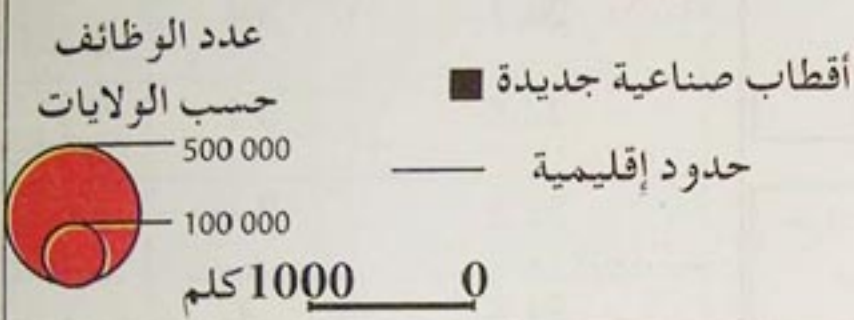 عدد الوظائف
حسب الولايات
500 000
100 000
أقطاب صناعية جديدة
حدود إقليمية
0 1000 كلم